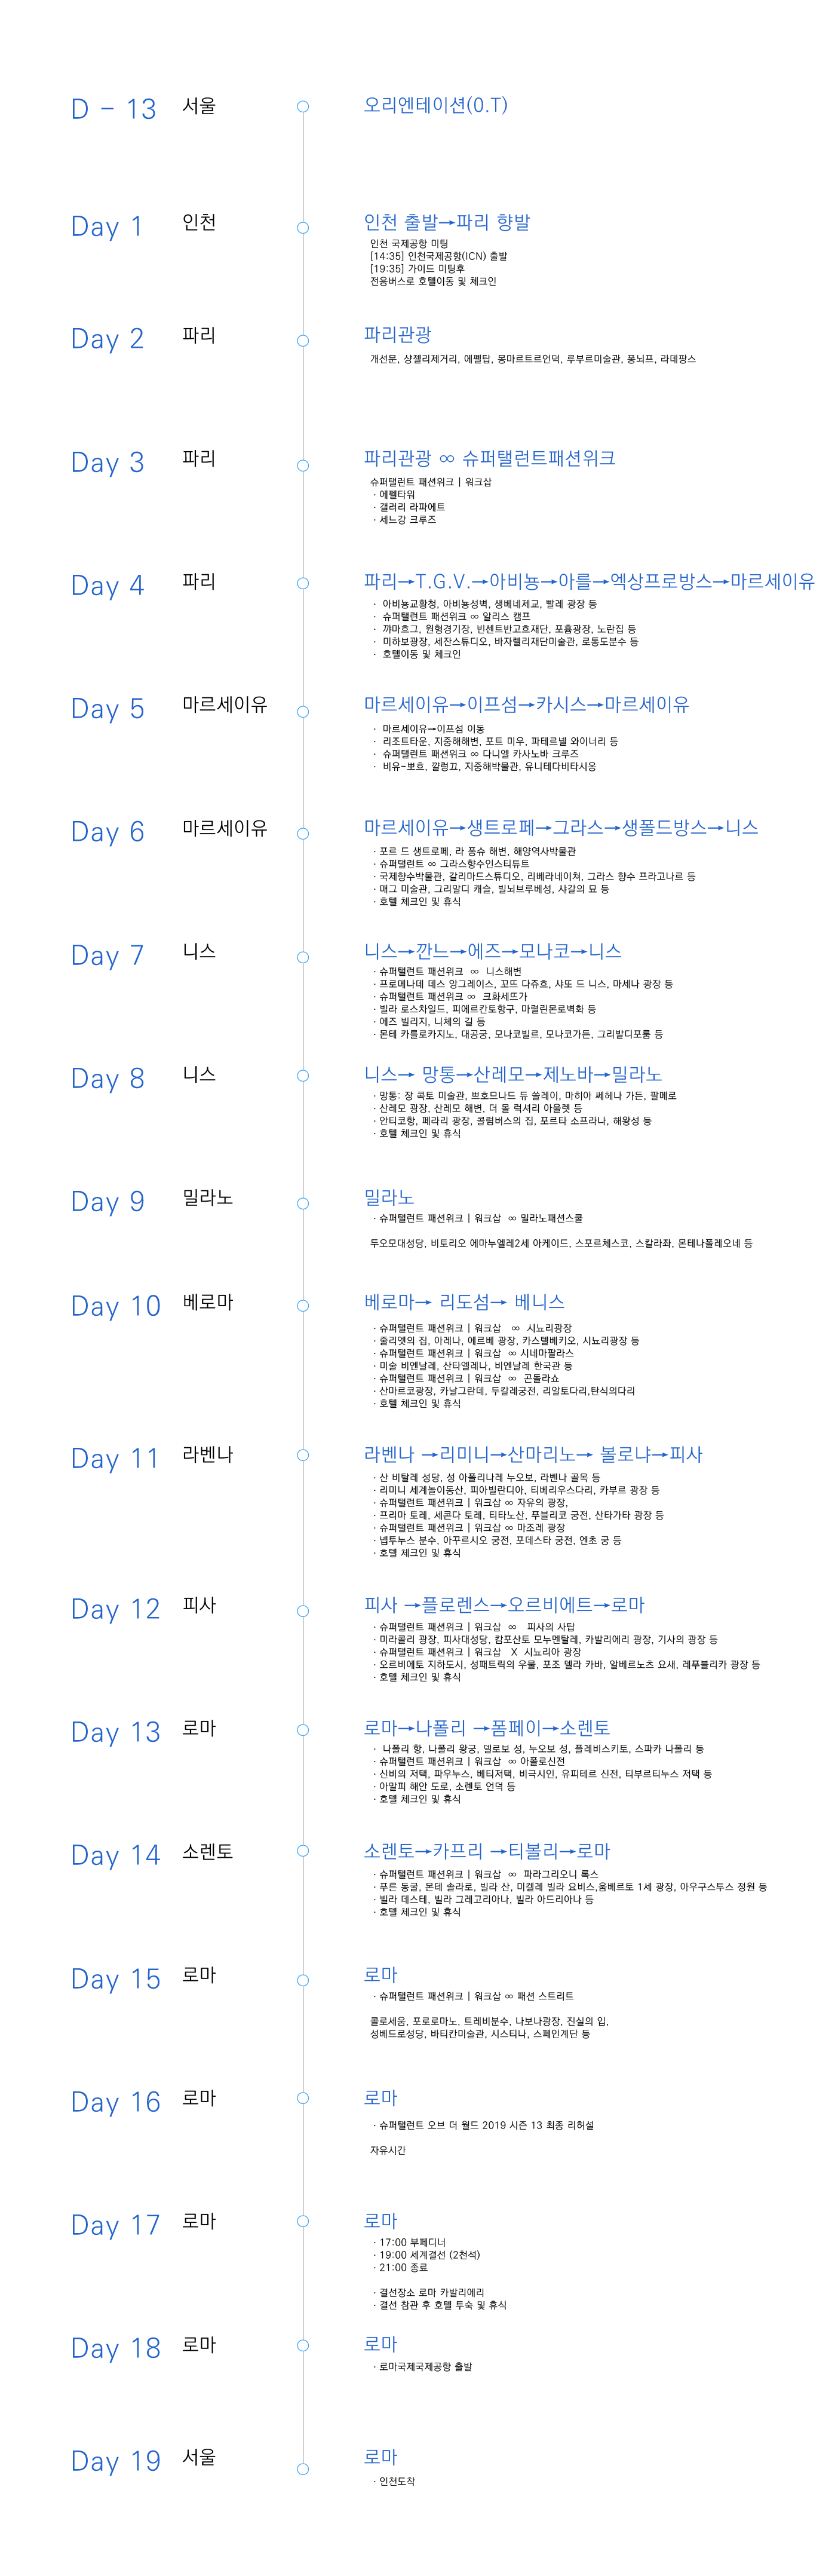 D - 13 서울 오리엔테이션(O.T)
Day 1 인천 인천 출발→파리 향발
인천 국제공항 미팅
[14:35] 인천국제공항(ICN) 출발
[19:35] 가이드 미팅후
전용버스로 호텔이동 및 체크인
Day 2 파리 파리관광
개선문, 샹젤리제거리, 에펠탑, 몽마르트르언덕, 루부르미술관, 퐁뇌프, 라데팡스
Day 3 파리 파리관광 ∞ 슈퍼탤런트패션위크
슈퍼탤런트 패션위크 | 워크샵
· 에펠타워
· 갤러리 라파에트
· 세느강 크루즈
Day 4 파리 파리→T.G.V.→아비뇽→아를→엑상프로방스→마르세이유
· 아비뇽교황청, 아비뇽성벽, 생베네제교, 빨레 광장 등
· 슈퍼탤런트 패션위크 ∞ 알리스 캠프
· 꺄마흐그, 원형경기장, 빈센트반고흐재단, 포흄광장, 노란집 등
· 미하보광장, 세잔스튜디오, 바자렐리재단미술관, 로통도분수 등
· 호텔이동 및 체크인
Day 5 마르세이유 마르세이유→이프섬→카시스→마르세이유
· 마르세이유→이프섬 이동
· 리조트타운, 지중해해변, 포트 미우, 파테르넬 와이너리 등
· 슈퍼탤런트 패션위크 ∞ 다니엘 카사노바 크루즈
· 비유-뽀흐, 깔렁끄, 지중해박물관, 유니테다비타시옹
Day 6 마르세이유 마르세이유→생트로페→그라스→생폴드방스→니스
· 포르 드 생트로페, 라 퐁슈 해변, 해양역사박물관
· 슈퍼탤런트 ∞ 그라스향수인스티튜트
· 국제향수박물관, 갈리마드스튜디오, 리베라네이쳐, 그라스 향수 프라고나르 등
· 매그 미술관, 그리말디 캐슬, 빌뇌브루베성, 샤갈의 묘 등
· 호텔 체크인 및 휴식
Day 7 니스 니스→깐느→에즈→모나코→니스
· 슈퍼탤런트 패션위크 ∞ 니스해변
· 프로메나데 데스 앙그레이스, 꼬뜨 다쥬흐, 샤또 드 니스, 마세나 광장 등
· 슈퍼탤런트 패션위크 ∞ 크화세뜨가
· 빌라 로스차일드, 피에르칸토항구, 마릴린몬로벽화 등
· 에즈 빌리지, 니체의 길 등
· 몬테 카를로카지노, 대공궁, 모나코빌르, 모나코가든, 그리발디포룸 등
Day 8 니스 니스→ 망통→산레모→제노바→밀라노
· 망통: 장 콕토 미술관, 쁘호므나드 듀 쏠레이, 마히아 쎄헤나 가든, 팔메로
· 산레모 광장, 산레모 해변, 더 몰 럭셔리 아울렛 등
· 안티코항, 페라리 광장, 콜럼버스의 집, 포르타 소프라나, 해왕성 등
· 호텔 체크인 및 휴식
Day 9 밀라노 밀라노
· 슈퍼탤런트 패션위크 | 워크샵 ∞ 밀라노패션스쿨
두오모대성당, 비토리오 에마누엘레2세 아케이드, 스포르체스코, 스칼라좌, 몬테나폴레오네 등
Day 10 베로마 베로마→ 리도섬→ 베니스
· 슈퍼탤런트 패션위크 | 워크샵 ∞ 시뇨리광장
· 줄리엣의 집, 아레나, 에르베 광장, 카스텔베키오, 시뇨리광장 등
· 슈퍼탤런트 패션위크 | 워크샵 ∞ 시네마팔라스
· 미술 비엔날레, 산타엘레나, 비엔날레 한국관 등
· 슈퍼탤런트 패션위크 | 워크샵 ∞ 곤돌라쇼
· 산마르코광장, 카날그란데, 두칼레궁전, 리알토다리,탄식의다리
· 호텔 체크인 및 휴식
Day 11 라벤나 라벤나 →리미니→산마리노→ 볼로냐→피사
· 산 비탈레 성당, 성 아폴리나레 누오보, 라벤나 골목 등
· 리미니 세계놀이동산, 피아빌란디아, 티베리우스다리, 카부르 광장 등
· 슈퍼탤런트 패션위크 | 워크샵 ∞ 자유의 광장,
· 프리마 토레, 세콘다 토레, 티타노산, 푸블리코 궁전, 산타가타 광장 등
· 슈퍼탤런트 패션위크 | 워크샵 ∞ 마조레 광장
· 넵투누스 분수, 아꾸르시오 궁전, 포데스타 궁전, 엔초 궁 등
· 호텔 체크인 및 휴식
Day 12 피사 피사 →플로렌스→오르비에트→로마
· 슈퍼탤런트 패션위크 | 워크샵 ∞ 피사의 사탑
· 미라콜리 광장, 피사대성당, 캄포산토 모누멘탈레, 카발리에리 광장, 기사의 광장 등
· 슈퍼탤런트 패션위크 | 워크샵 X 시뇨리아 광장
· 오르비에토 지하도시, 성패트릭의 우물, 포조 델라 카바, 알베르노츠 요새, 레푸블리카 광장 등
· 호텔 체크인 및 휴식
Day 13 로마 로마→나폴리 →폼페이→소렌토
· 나폴리 항, 나폴리 왕궁, 델로보 성, 누오보 성, 플레비스키토, 스파카 나폴리 등
· 슈퍼탤런트 패션위크 | 워크샵 ∞ 아폴로신전
· 신비의 저택, 파우누스, 베티저택, 비극시인, 유피테르 신전, 티부르티누스 저택 등
· 아말피 해안 도로, 소렌토 언덕 등
· 호텔 체크인 및 휴식
Day 14 소렌토 소렌토→카프리 →티볼리→로마
· 슈퍼탤런트 패션위크 | 워크샵 ∞ 파라그리오니 록스
· 푸른 동굴, 몬테 솔라로, 빌라 산, 미켈레 빌라 요비스,움베르토 1세 광장, 아우구스투스 정원 등
· 빌라 데스테, 빌라 그레고리아나, 빌라 아드리아나 등
· 호텔 체크인 및 휴식
Day 15 로마 로마
· 슈퍼탤런트 패션위크 | 워크샵 ∞ 패션 스트리트
콜로세움, 포로로마노, 트레비분수, 나보나광장, 진실의 입,
성베드로성당, 바티칸미술관, 시스티나, 스페인계단 등
Day 16 로마 로마
· 슈퍼탤런트 오브 더 월드 2019 시즌 13 최종 리허설
자유시간
Day 17 로마 로마
· 17:00 부페디너
· 19:00 세계결선 (2천석)
· 21:00 종료
· 결선장소 로마 카발리에리
· 결선 참관 후 호텔 투숙 및 휴식
Day 18 로마 로마
· 로마국제국제공항 출발
Day 19 서울 로마
· 인천도착